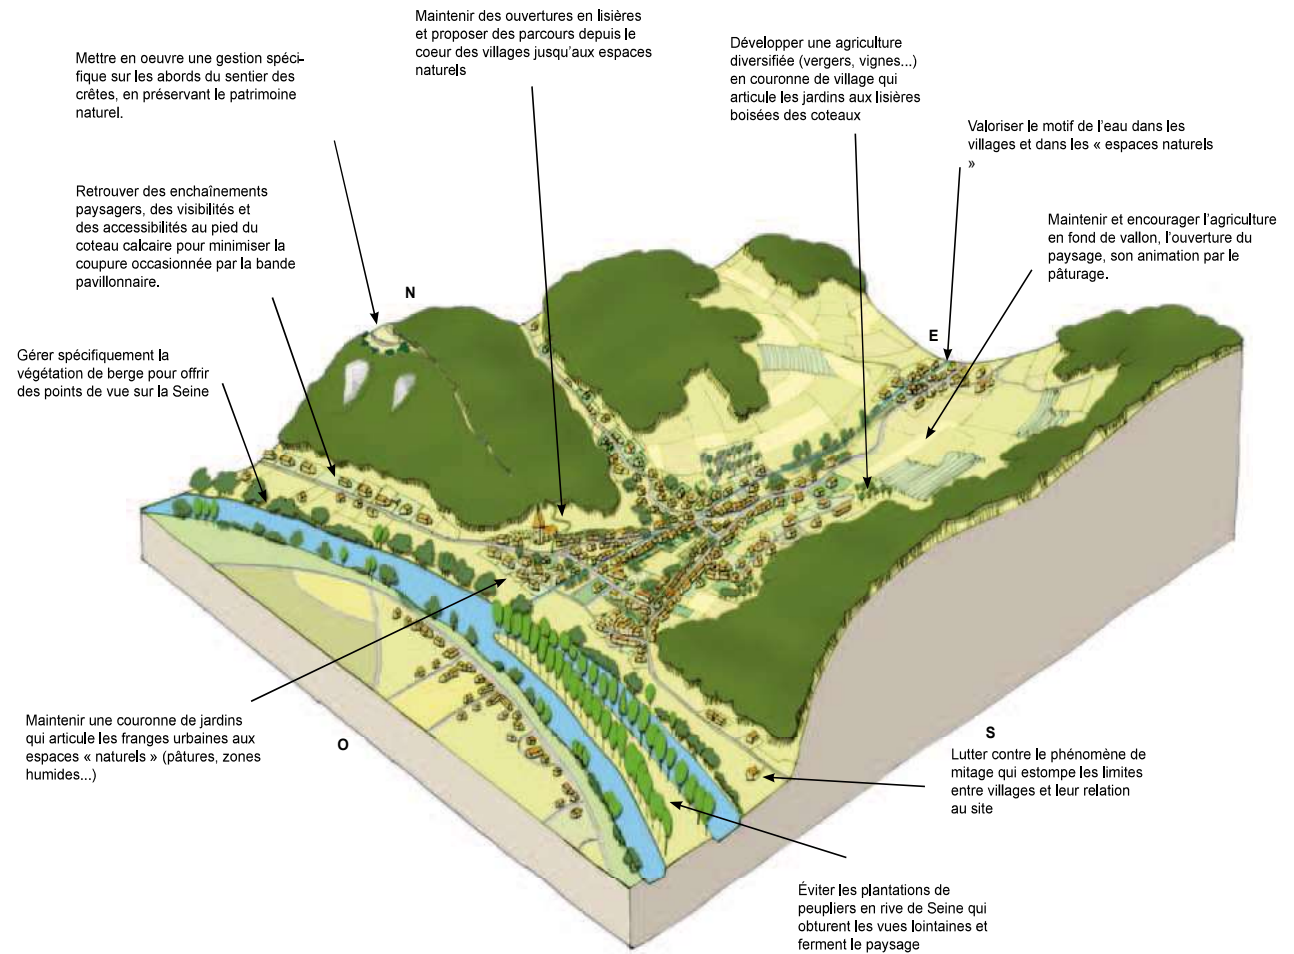 Maintenir des ouvertures en lisières
et proposer des parcours depuis le
coeur des villages jusqu'aux espaces
naturels
Mettre en oeuvre une gestion spéci-
fique sur les abords du sentier des
crêtes, en préservant le patrimoine
naturel.
Développer une agriculture
diversifiée (vergers, vignes...)
en couronne de village qui
articule les jardins aux lisières
boisées des coteaux
Valoriser le motif de l'eau dans les
villages et dans les « espaces naturels
»
Retrouver des enchaînements
paysagers, des visibilités et
des accessibilités au pied du
coteau calcaire pour minimiser la
coupure occasionnée par la bande
pavillonnaire.
Maintenir et encourager l'agriculture
en fond de vallon, l'ouverture du
paysage, son animation par le
pâturage.
N
E
Gérer spécifiquement la
végétation de berge pour offrir
des points de vue sur la Seine
Maintenir une couronne de jardins
qui articule les franges urbaines aux
espaces « naturels » (pâtures, zones
humides...)
O
S
Lutter contre le phénomène de
mitage qui estompe les limites
entre villages et leur relation
au site
Éviter les plantations de
peupliers en rive de Seine qui
obturent les vues lointaines et
ferment le paysage